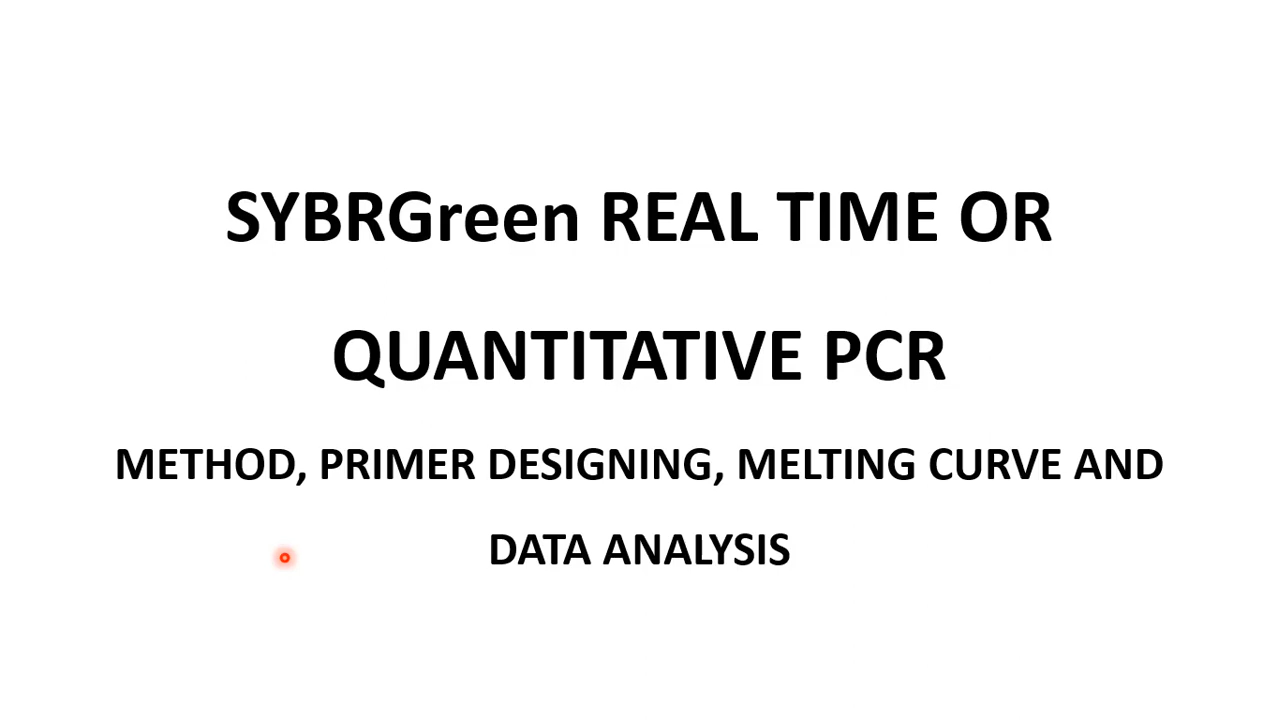 SYBRGreen REAL TIME OR
QUANTITATIVE PCR
METHOD, PRIMER DESIGNING, MELTING CURVE AND
DATA ANALYSIS